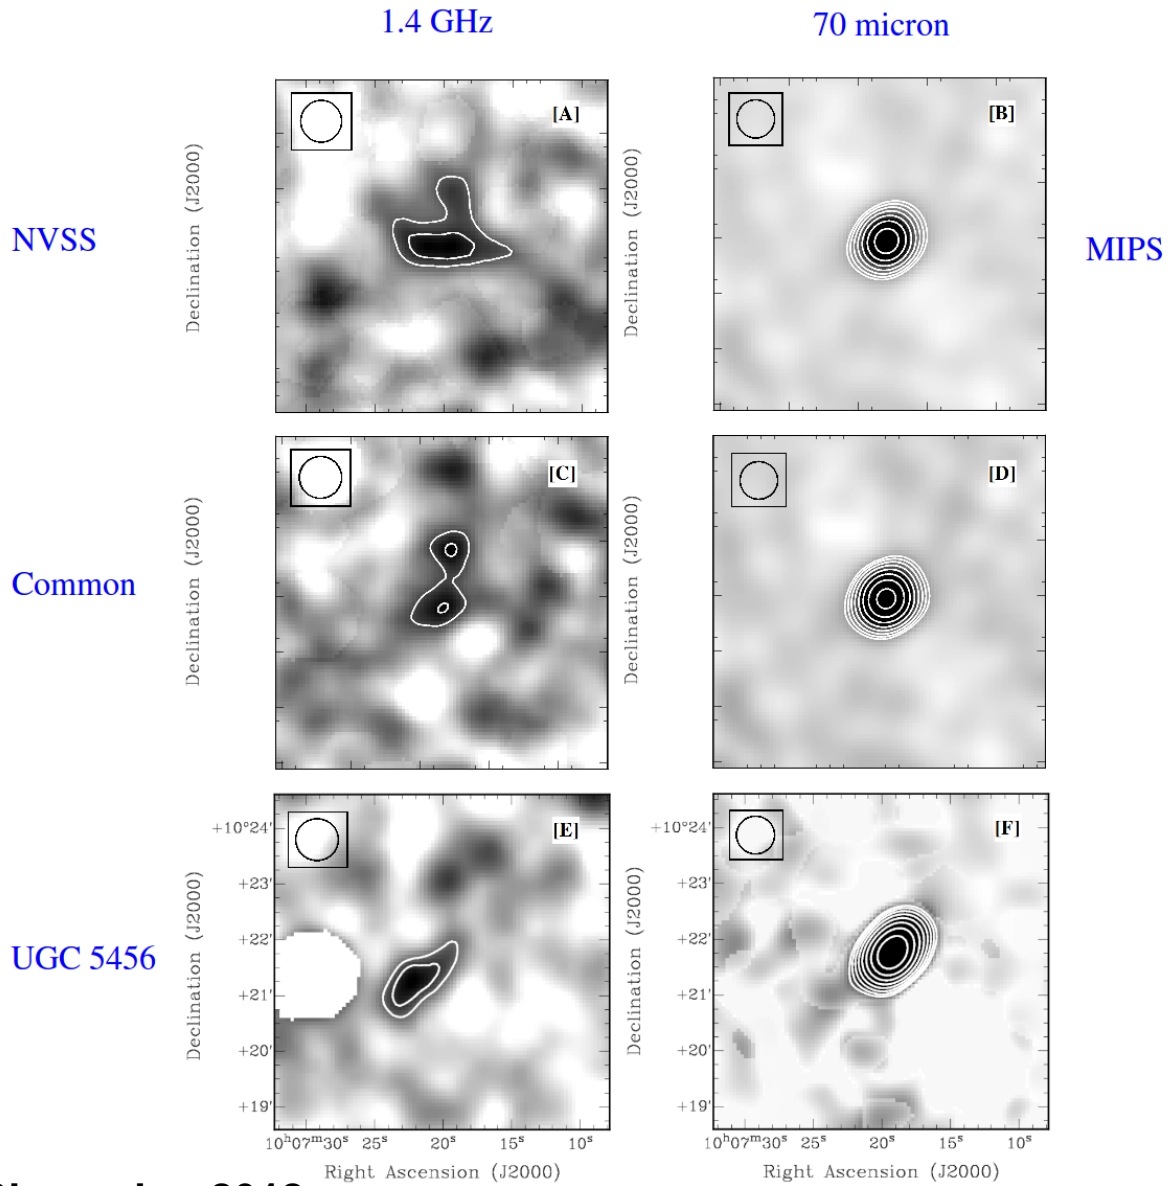 1.4 GHz
70 micron
NVSS
MIPS
Common
UGC 5456
[A]
Declination (J2000)
[B]
Declination (J2000)
[C]
Declination (J2000)
[D]
Declination (J2000)
[E]
Declination (J2000)
+10°24'
+23'
+22'
+21'
+20'
+19'
10ʰ07ᵐ30ˢ 25ˢ 20ˢ 15ˢ 10ˢ
Right Ascension (J2000)
[F]
Declination (J2000)
+10°24'
+23'
+22'
+21'
+20'
+19'
10ʰ07ᵐ30ˢ 25ˢ 20ˢ 15ˢ 10ˢ
Right Ascension (J2000)